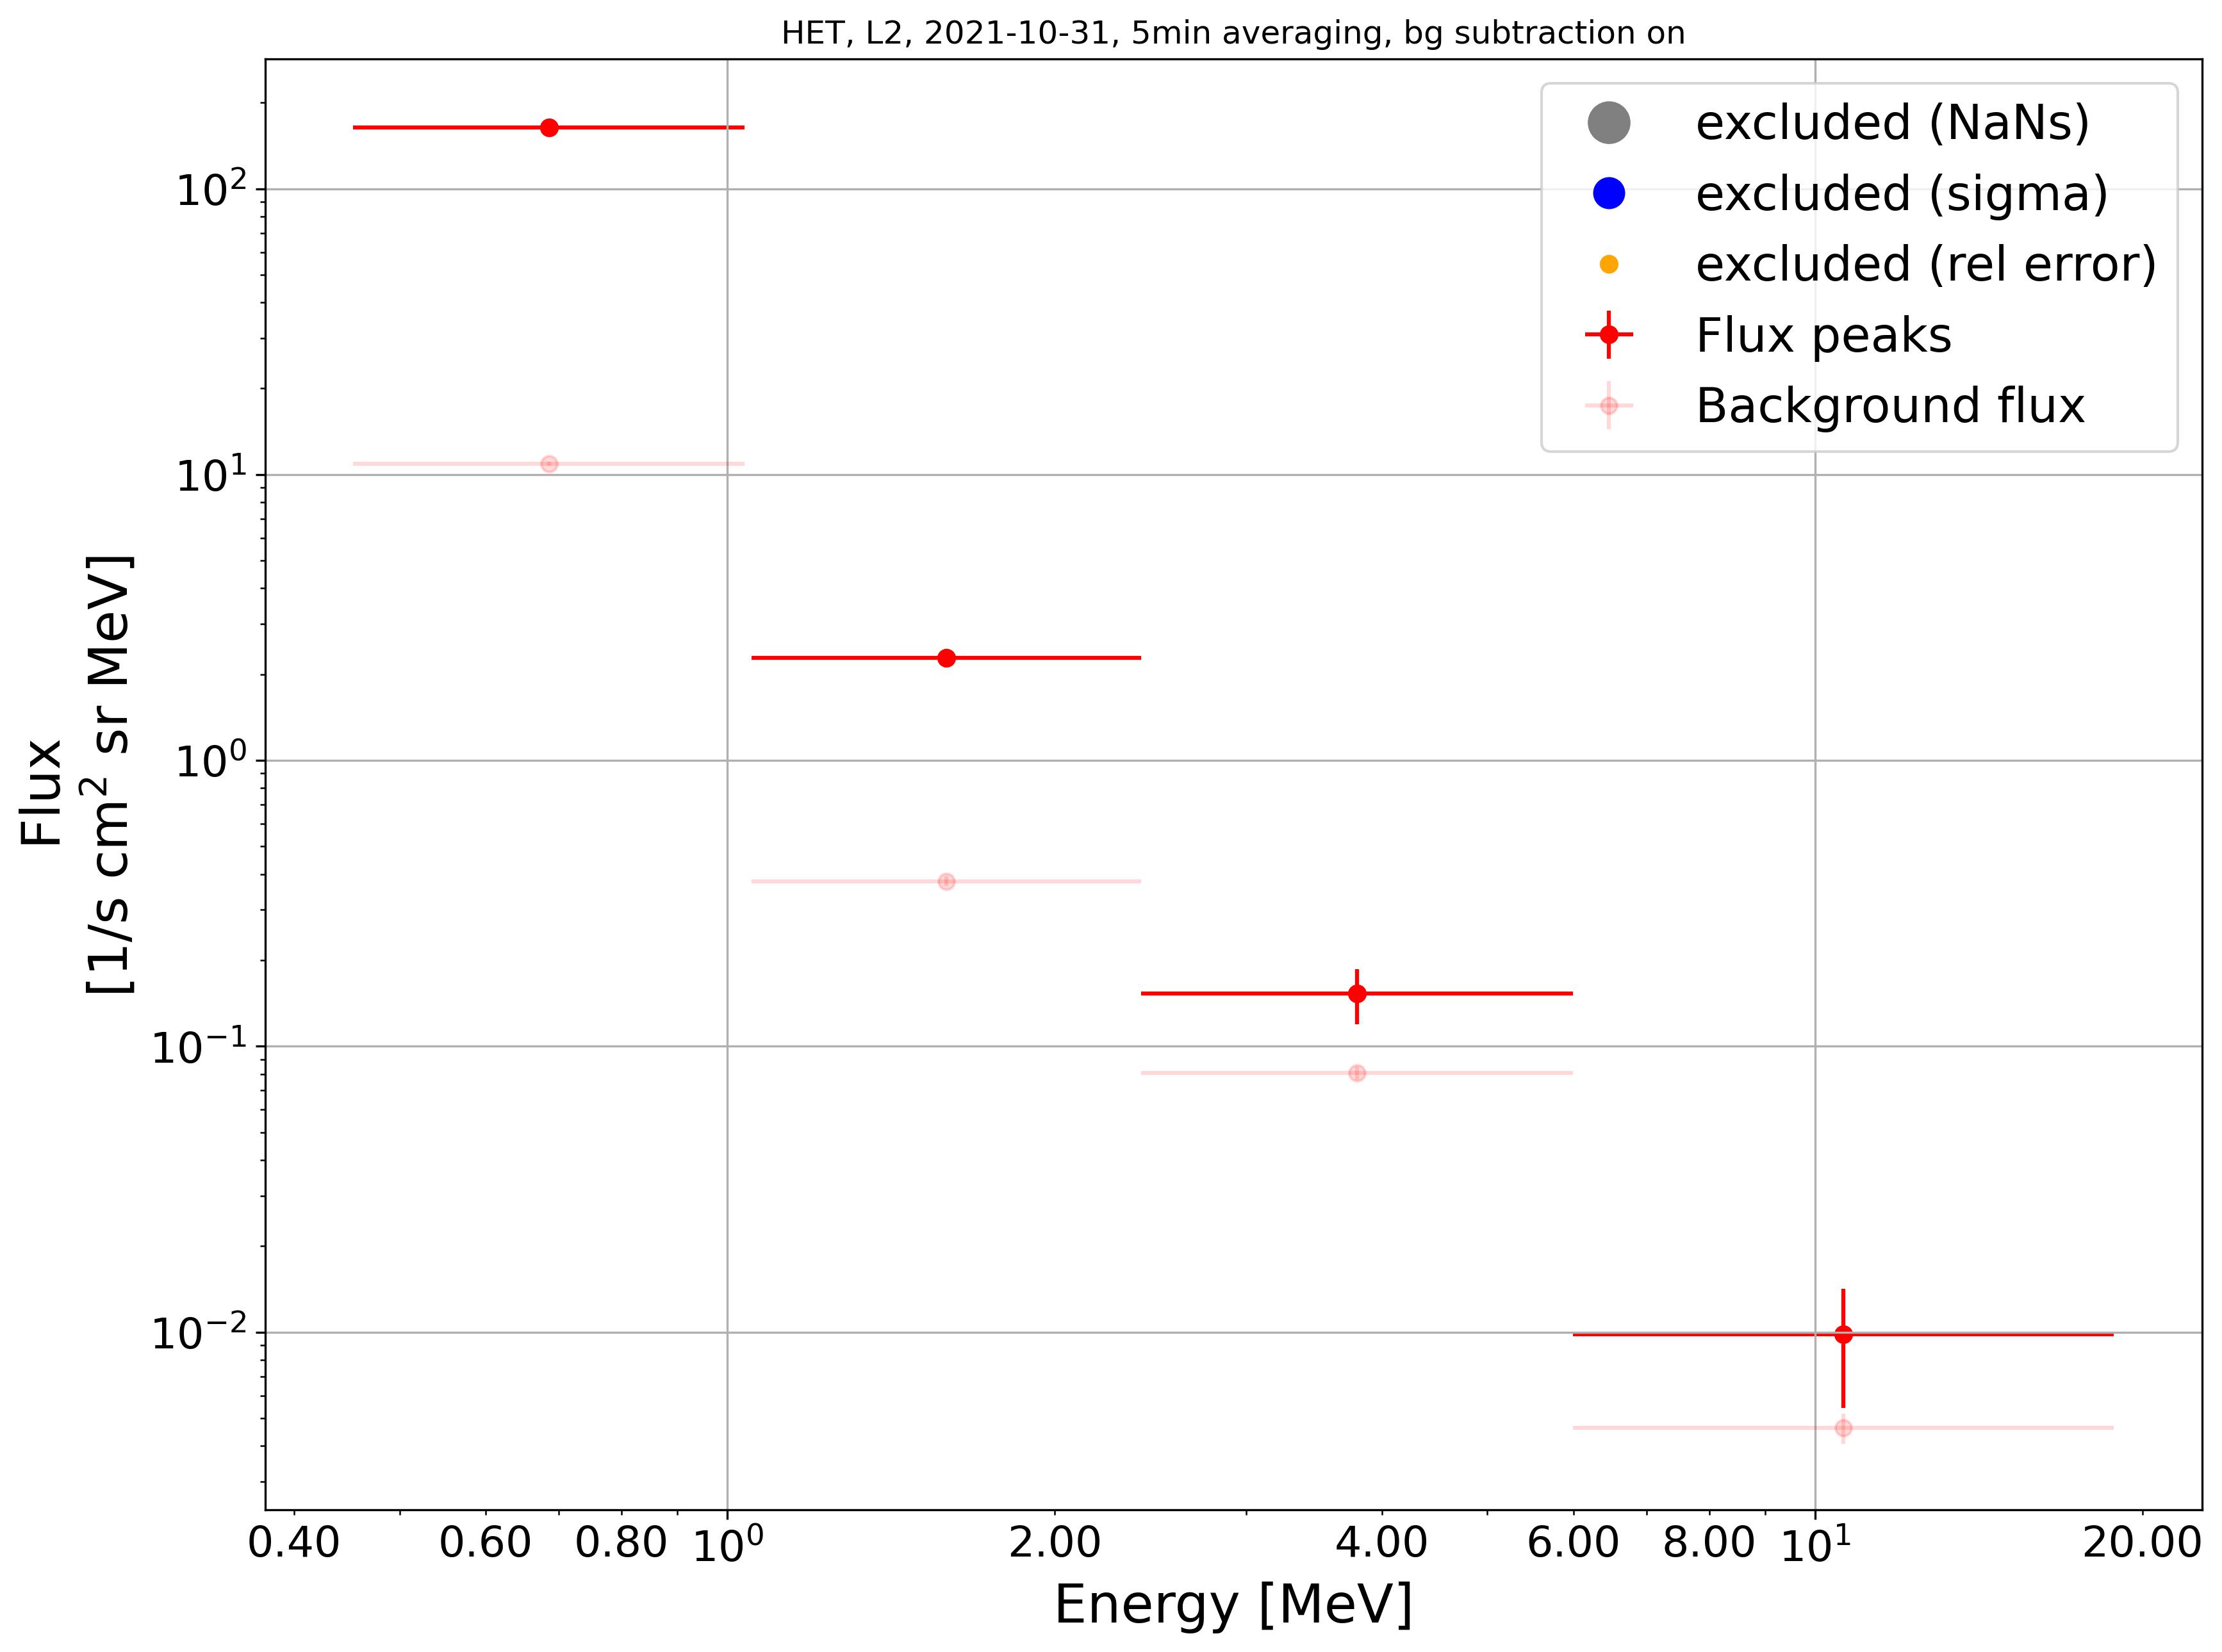 HET, L2, 2021-10-31, 5min averaging, bg subtraction on
excluded (NaNs)
excluded (sigma)
excluded (rel error)
Flux peaks
Background flux
Flux
[1/s cm² sr MeV]
10²
10¹
10⁰
10⁻¹
10⁻²
0.40 0.60 0.80 10⁰ 2.00 4.00 6.00 8.00 10¹ 20.00
Energy [MeV]